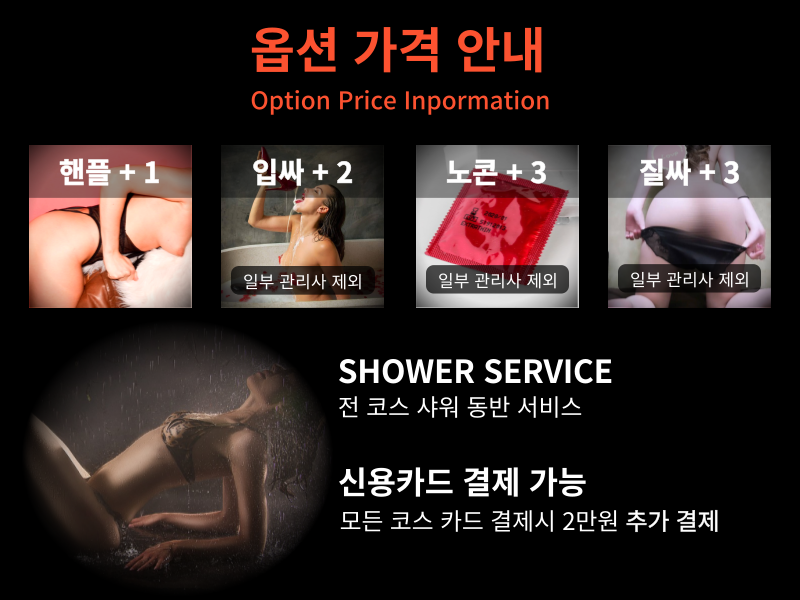 옵션 가격 안내
Option Price Inpormation
핸플 + 1
입싸 + 2
노콘 + 3
질싸 + 3
일부 관리사 제외
일부 관리사 제외
일부 관리사 제외
SHOWER SERVICE
전 코스 샤워 동반 서비스
신용카드 결제 가능
모든 코스 카드 결제시 2만원 추가 결제